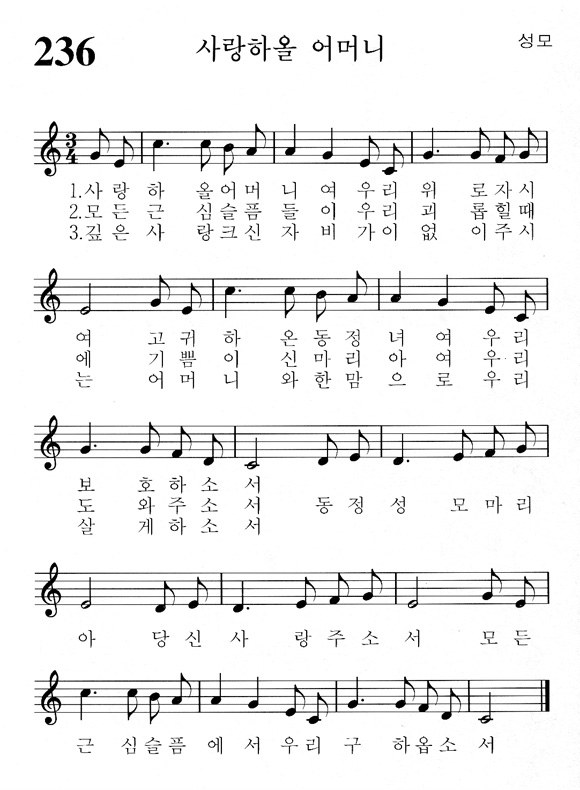 236 사랑하올 어머니 성모
3/4
1.사 랑 하 올 어 머 니 여 우 리 위 로 자 시
2.모 든 근 심 슬 픔 들 이 우 리 괴 롭 힐 때
3.깊 은 사 랑 크 신 자 비 가 이 없 이 주 시
여 고 귀 하 온 동 정 녀 여 우 리
에 기 쁨 이 신 마 리 아 여 우 리
는 어 머 니 와 한 맘 으 로 우 리
보 호 하 소 서
도 와 주 소 서 동 정 성 모 마 리
살 게 하 소 서
아 당 신 사 랑 주 소 서 모 든
근 심 슬 픔 에 서 우 리 구 하 옵 소 서